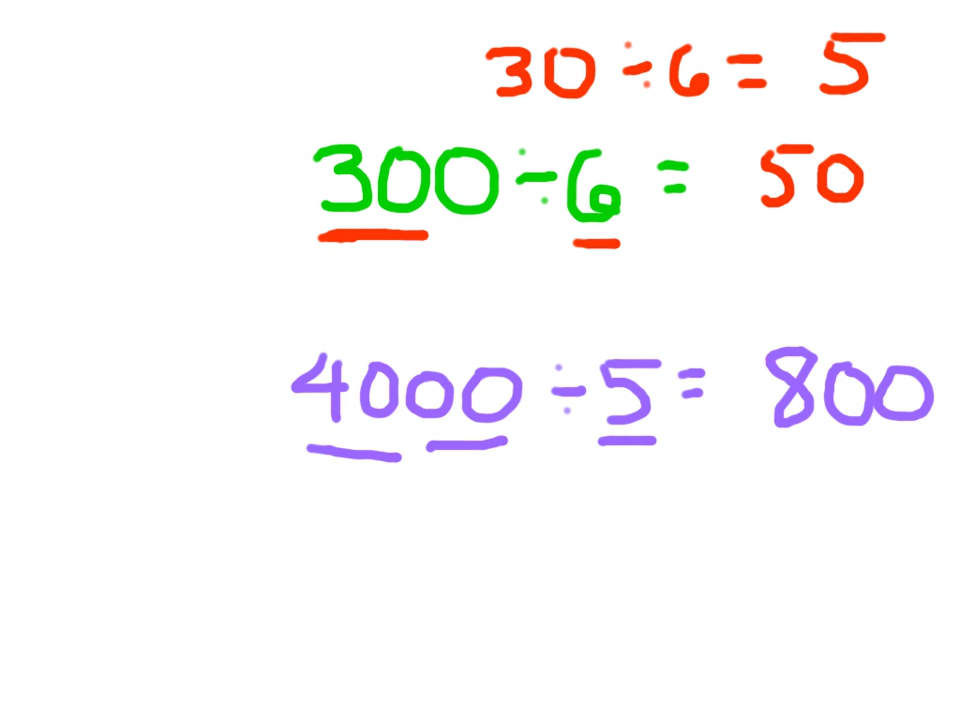 30 ÷ 6 = 5
300 ÷ 6 = 50
4000 ÷ 5 = 800